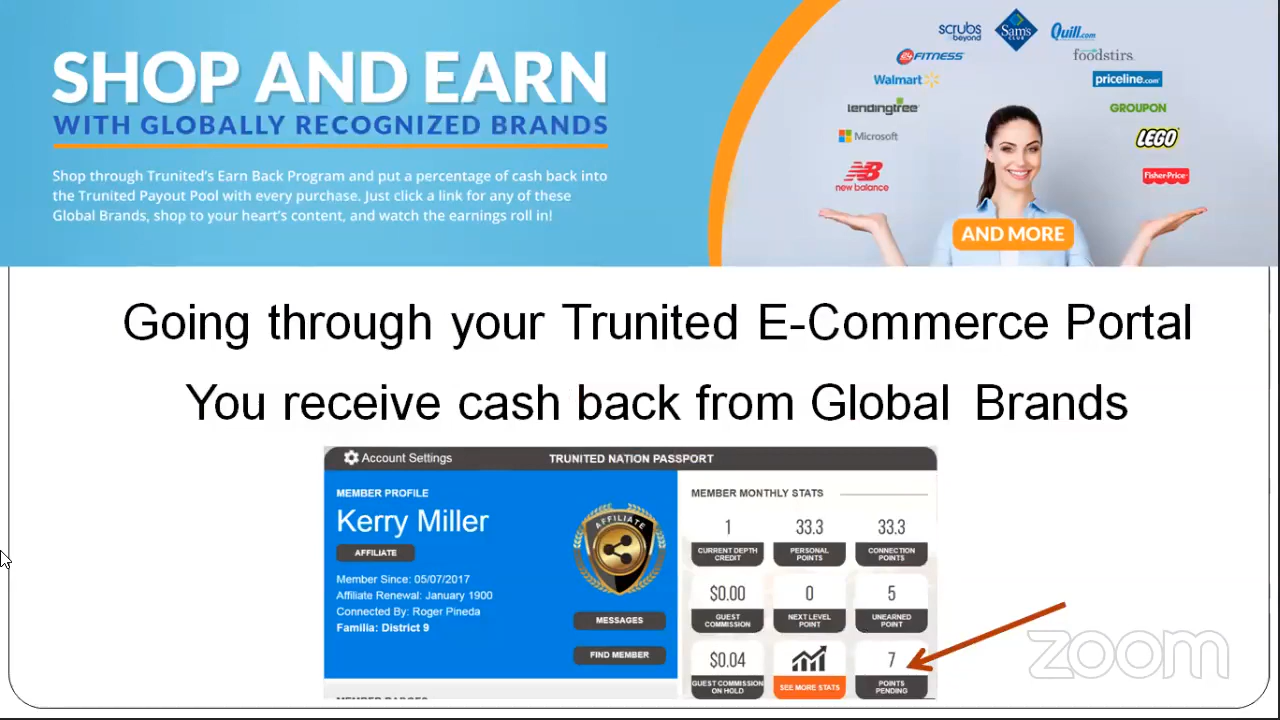 SHOP AND EARN
WITH GLOBALLY RECOGNIZED BRANDS
Shop through Trunited's Earn Back Program and put a percentage of cash back into
the Trunited Payout Pool with every purchase. Just click a link for any of these
Global Brands, shop to your heart's content, and watch the earnings roll in!
scrubs
beyond
Sam's
CLUB
Quill.com
24 FITNESS
foodstirs
Walmart
priceline.com
lendingtree
GROUPON
Microsoft
LEGO
NB
new balance
Fisher-Price
AND MORE
Going through your Trunited E-Commerce Portal
You receive cash back from Global Brands
Account Settings
TRUNITED NATION PASSPORT
MEMBER PROFILE
Kerry Miller
AFFILIATE
Member Since: 05/07/2017
Affiliate Renewal: January 1900
Connected By: Roger Pineda
Familia: District 9
AFFILIATE
MESSAGES
FIND MEMBER
MEMBER MONTHLY STATS
1
33.3
33.3
CURRENT DEPTH
CREDIT
PERSONAL
POINTS
CONNECTION
POINTS
$0.00
0
5
GUEST
COMMISSION
NEXT LEVEL
POINT
UNEARNED
POINT
$0.04
7
GUEST COMMISSION
ON HOLD
SEE MORE STATS
POINTS
PENDING
zoom